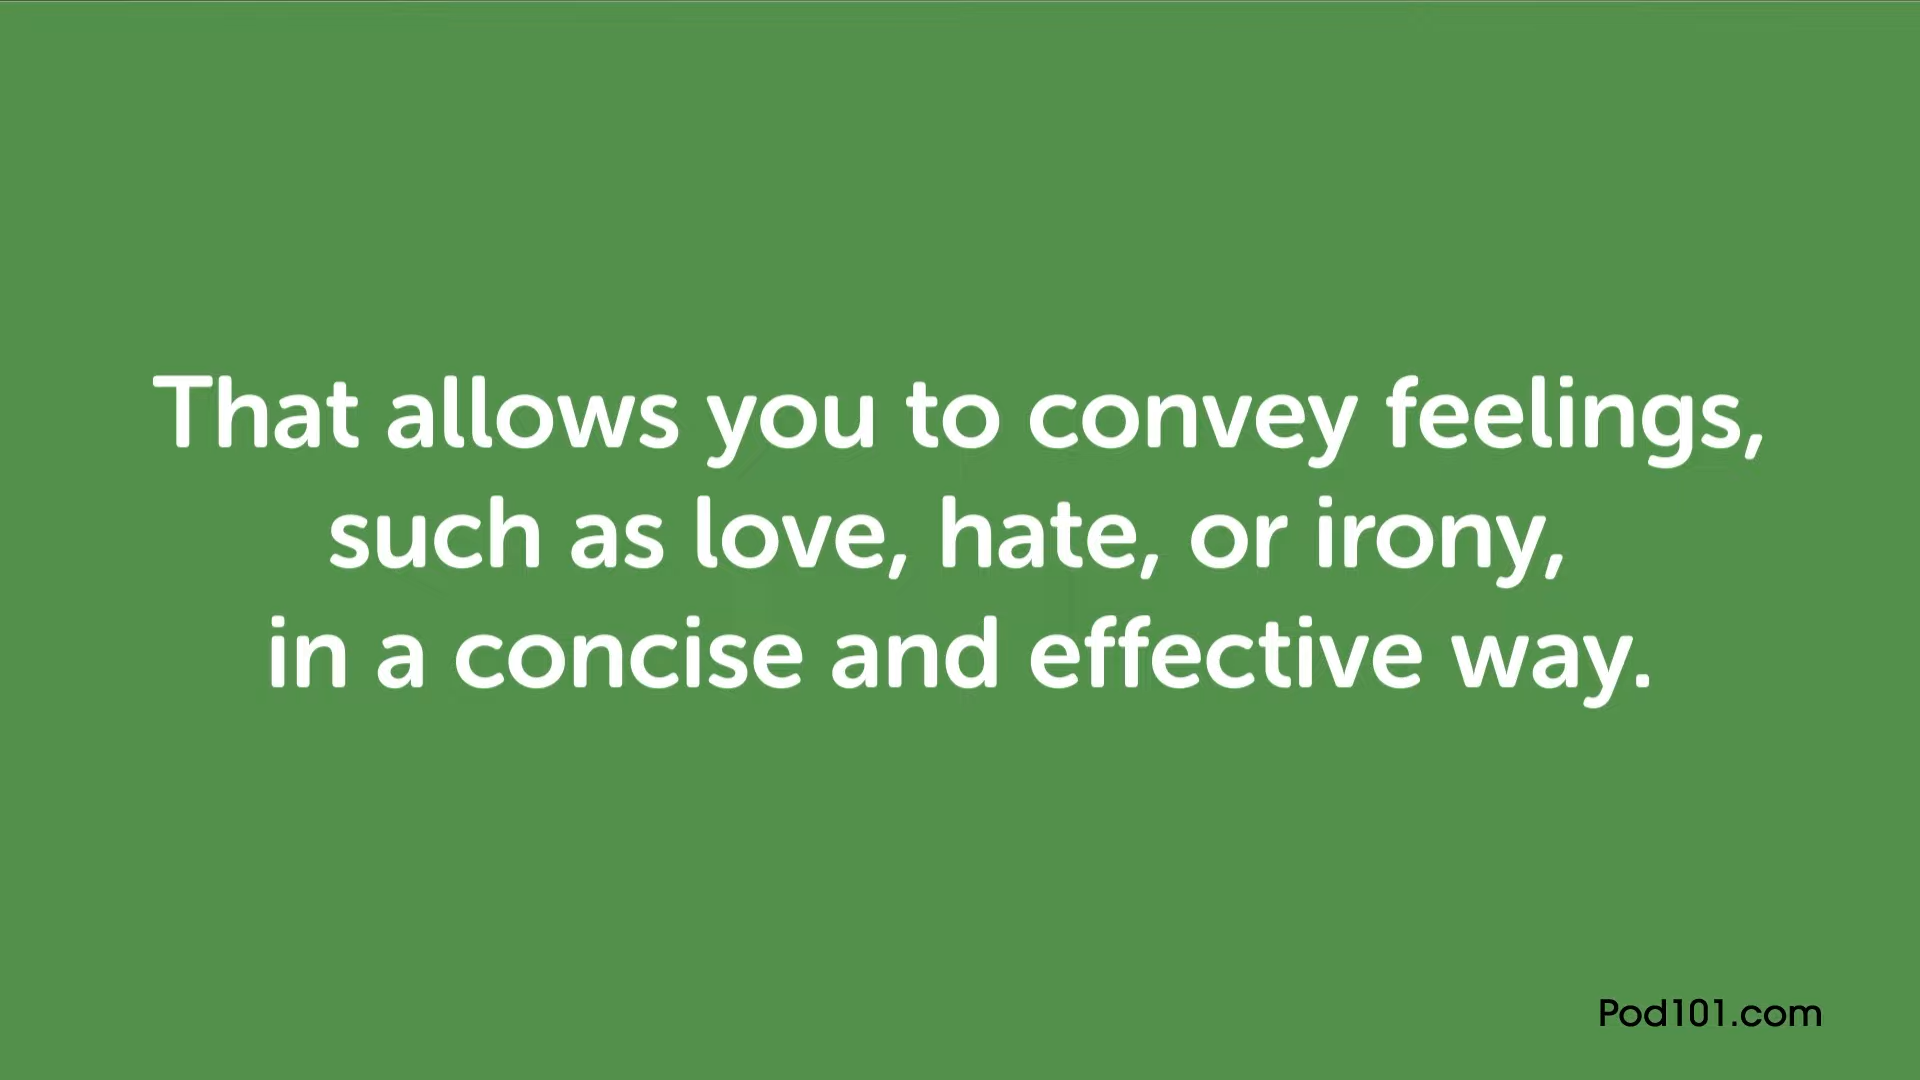 That allows you to convey feelings,
such as love, hate, or irony,
in a concise and effective way.
Pod101.com